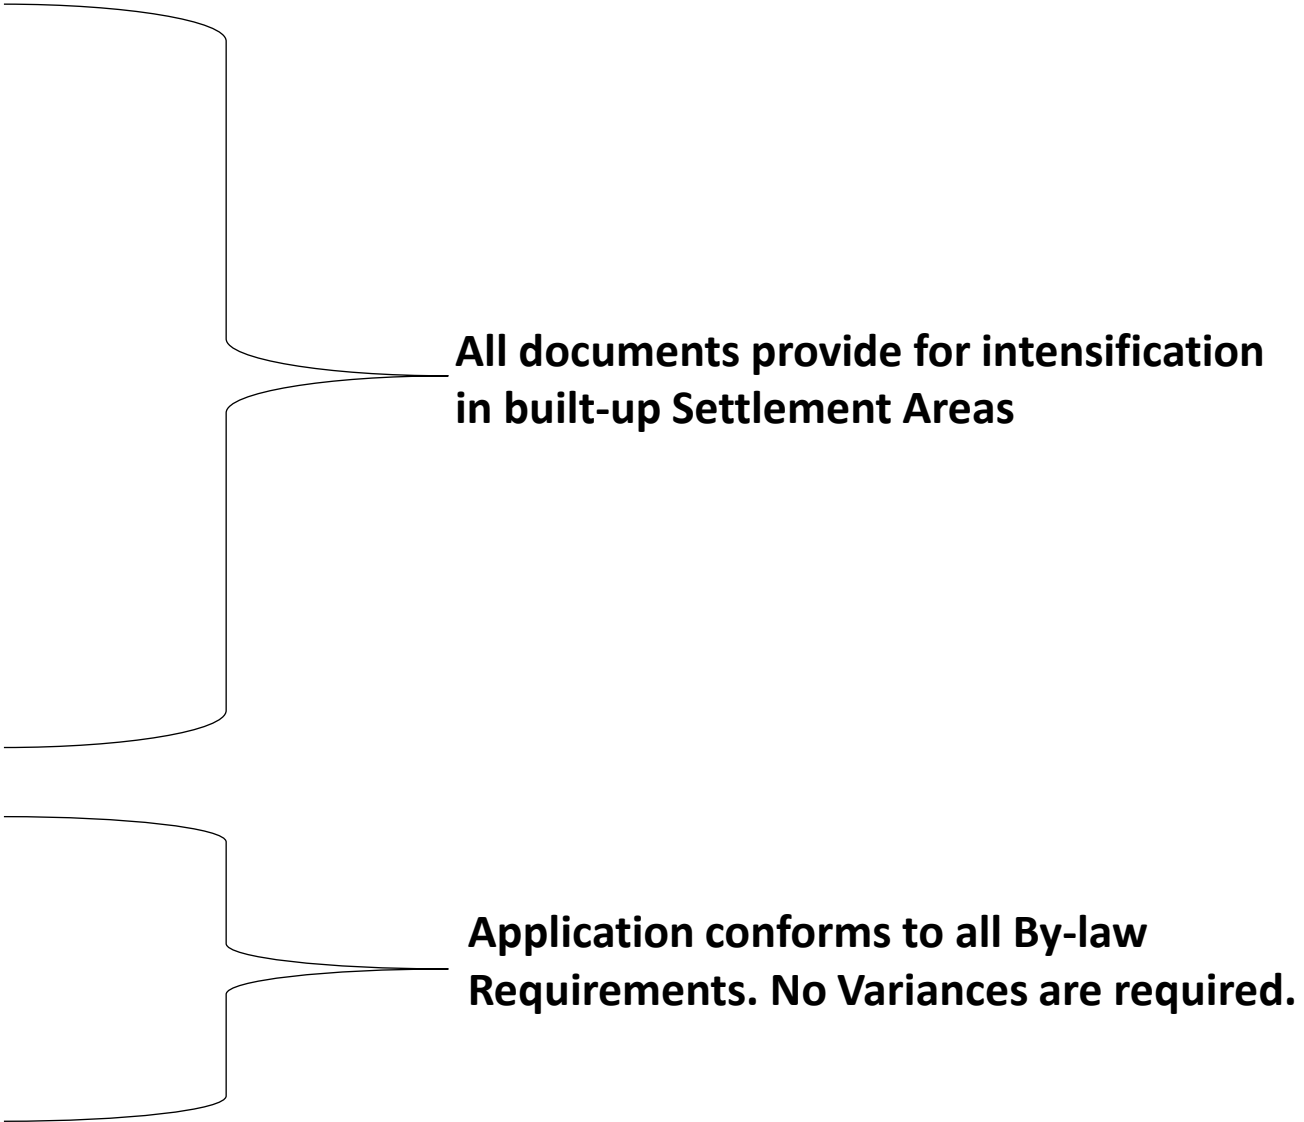 All documents provide for intensification
in built-up Settlement Areas
Application conforms to all By-law
Requirements. No Variances are required.